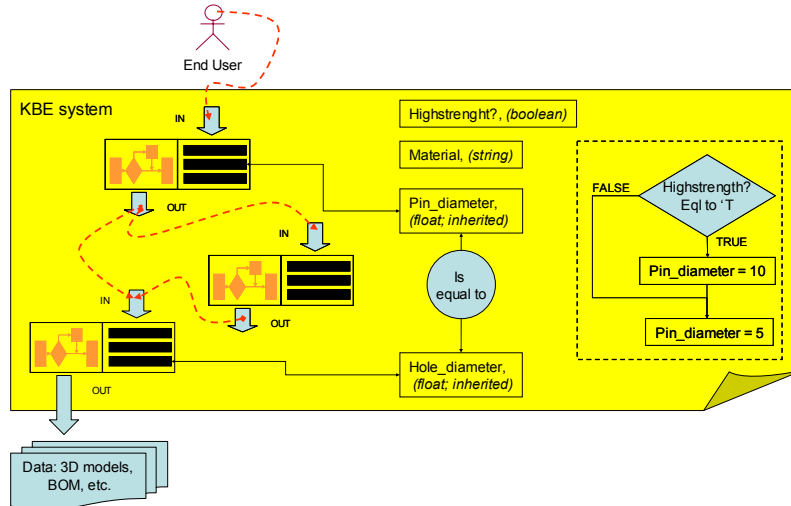 End User
KBE system
IN
Highstrenght?, (boolean)
Material, (string)
OUT
Pin_diameter,
(float; inherited)
FALSE
Highstrength?
Eql to ‘T
TRUE
IN
Is
equal to
Pin_diameter = 10
IN
OUT
Pin_diameter = 5
Hole_diameter,
(float; inherited)
OUT
Data: 3D models,
BOM, etc.